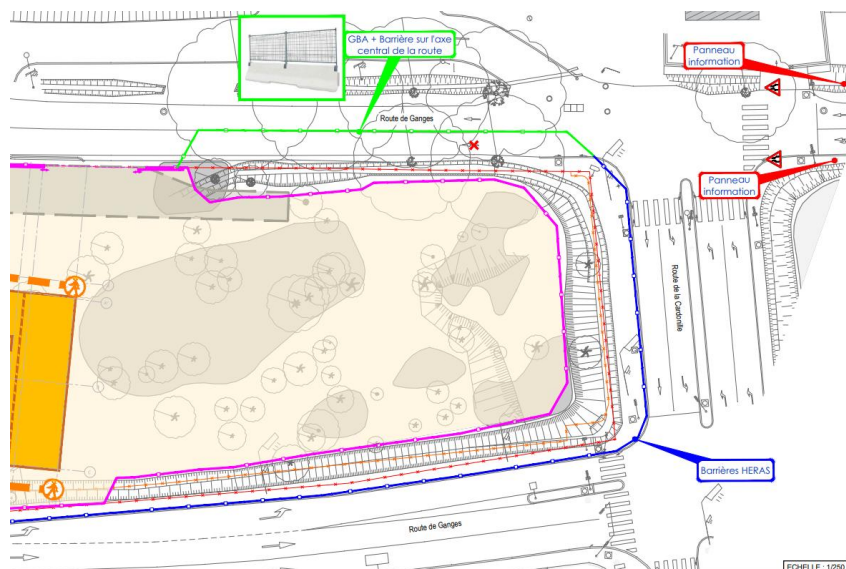 GBA + Barrière sur l'axe
central de la route
Panneau
information
Route de Ganges
Panneau
information
Route de la Cardonille
Barrières HERAS
Route de Ganges
ECHELLE : 1/250